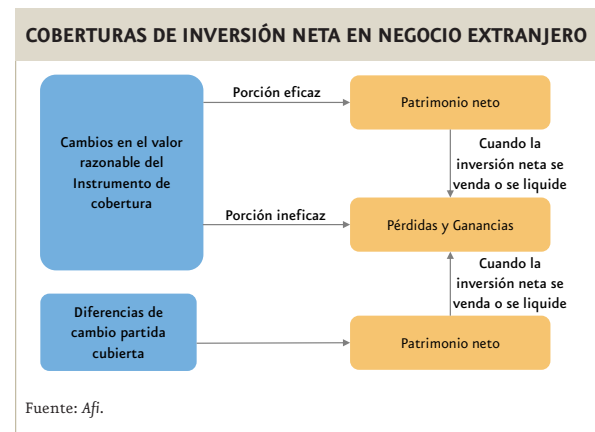 COBERTURAS DE INVERSIÓN NETA EN NEGOCIO EXTRANJERO
Cambios en el valor
razonable del
Instrumento de
cobertura
Porción eficaz
Patrimonio neto
Cuando la
inversión neta se
venda o se liquide
Porción ineficaz
Pérdidas y Ganancias
Cuando la
inversión neta se
venda o se liquide
Diferencias de
cambio partida
cubierta
Patrimonio neto
Fuente: Afi.